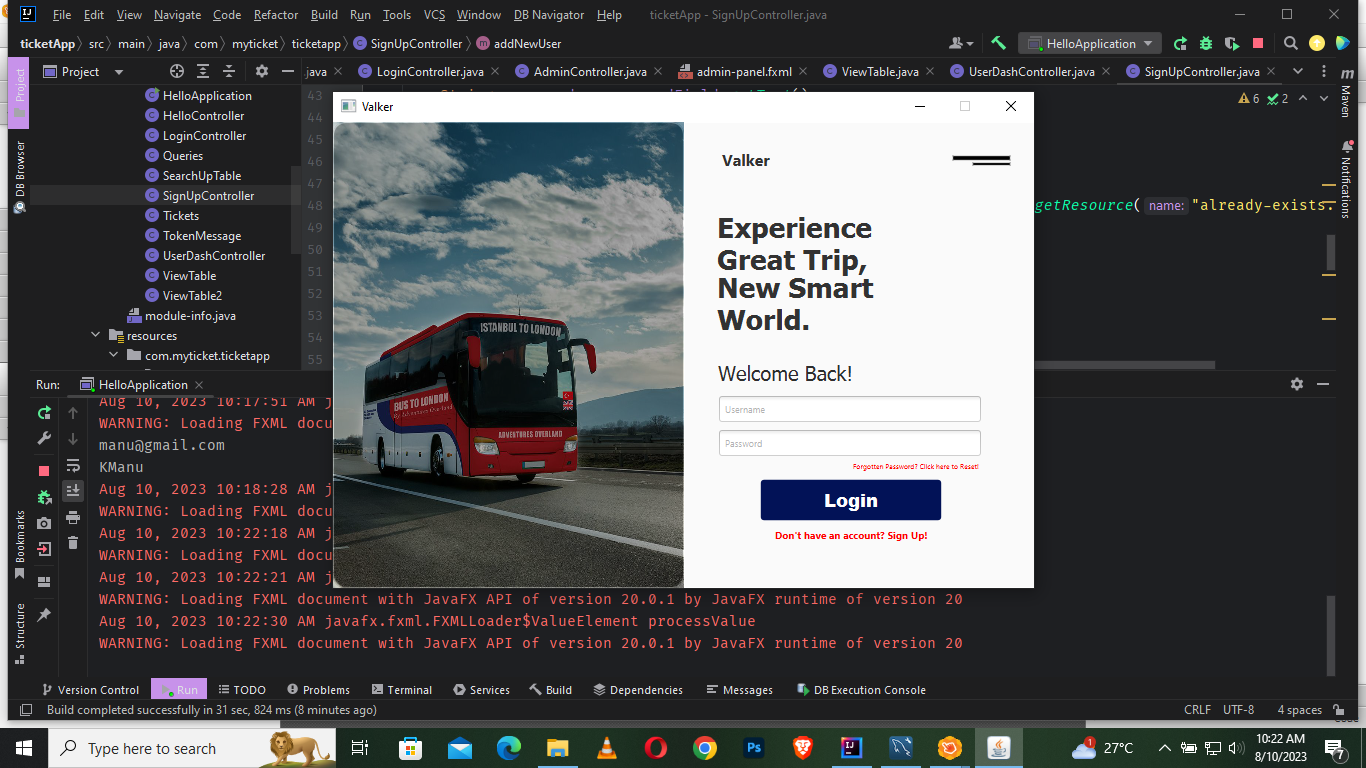 File Edit View Navigate Code Refactor Build Run Tools VCS Window DB Navigator Help ticketApp - SignUpController.java
ticketApp src main java com myticket ticketapp SignUpController addNewUser
HelloApplication
Project
.java LoginController.java AdminController.java admin-panel.fxml ViewTable.java UserDashController.java SignUpController.java
Project
DB Browser
Bookmarks
Structure
Maven
Notifications
HelloApplication
HelloController
LoginController
Queries
SearchUpTable
SignUpController
Tickets
TokenMessage
UserDashController
ViewTable
ViewTable2
module-info.java
resources
com.myticket.ticketapp
43
44
45
46
47
48
49
50
51
52
53
54
55
6 2
getResource( name: "already-exists.
Valker
Valker
Experience
Great Trip,
New Smart
World.
Welcome Back!
Username
Password
Forgotten Password? Click here to Reset!
Login
Don't have an account? Sign Up!
ISTANBUL TO LONDON
BUS TO LONDON
By Adventures Overland
ADVENTURES OVERLAND
Run: HelloApplication
Aug 10, 2023 10:17:51 AM j
WARNING: Loading FXML docu
manu@gmail.com
KManu
Aug 10, 2023 10:18:28 AM j
WARNING: Loading FXML docu
Aug 10, 2023 10:22:18 AM j
WARNING: Loading FXML docu
Aug 10, 2023 10:22:21 AM j
WARNING: Loading FXML document with JavaFX API of version 20.0.1 by JavaFX runtime of version 20
Aug 10, 2023 10:22:30 AM javafx.fxml.FXMLLoader$ValueElement processValue
WARNING: Loading FXML document with JavaFX API of version 20.0.1 by JavaFX runtime of version 20
Version Control Run TODO Problems Terminal Services Build Dependencies Messages DB Execution Console
Build completed successfully in 31 sec, 824 ms (8 minutes ago)
CRLF UTF-8 4 spaces
Type here to search
Ps
1
27°C
10:22 AM
8/10/2023
7